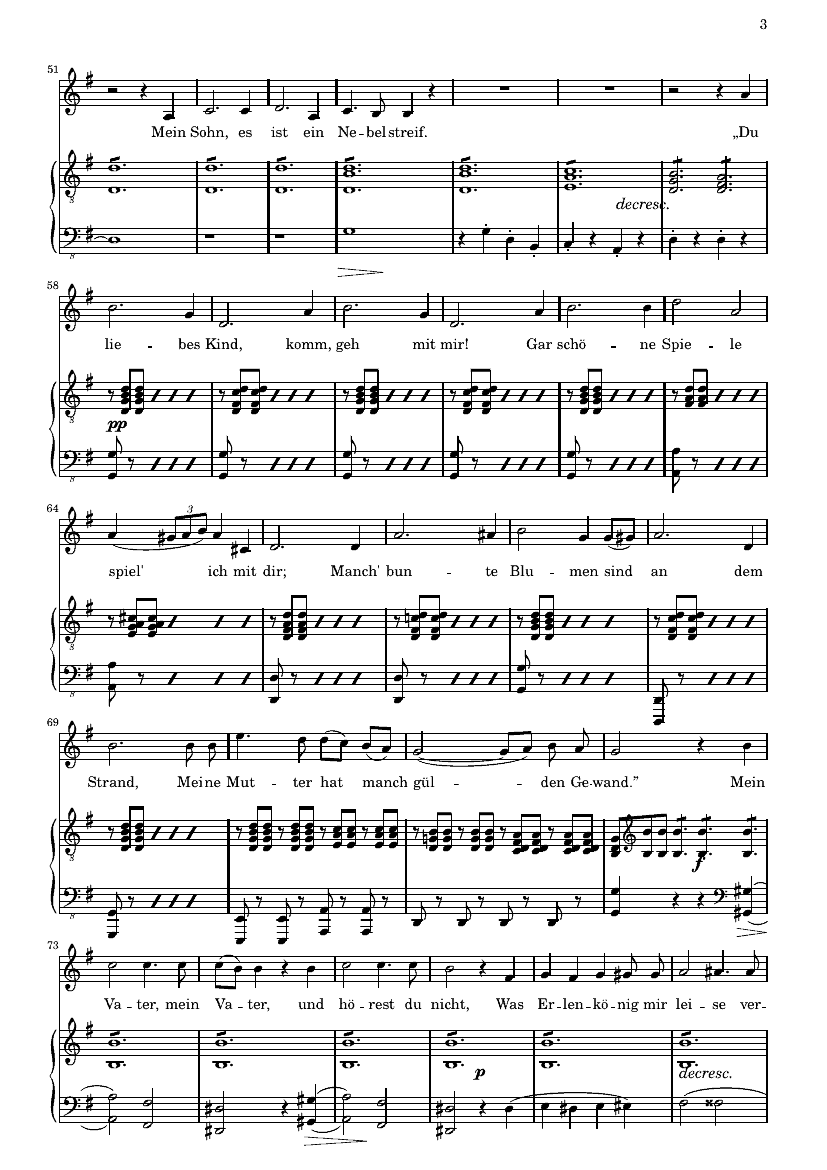 3
51
Mein Sohn, es ist ein Ne – bel streif. „Du
decresc.
58
lie – bes Kind, komm, geh mit mir! Gar schö – ne Spie – le
pp
64
3
spiel' ich mit dir; Manch' bun – te Blu – men sind an dem
69
Strand, Mei ne Mut – ter hat manch gül – – den Ge-wand.” Mein
f
73
Va – ter, mein Va – ter, und hö – rest du nicht, Was Er – len – kö – nig mir lei – se ver –
p
decresc.